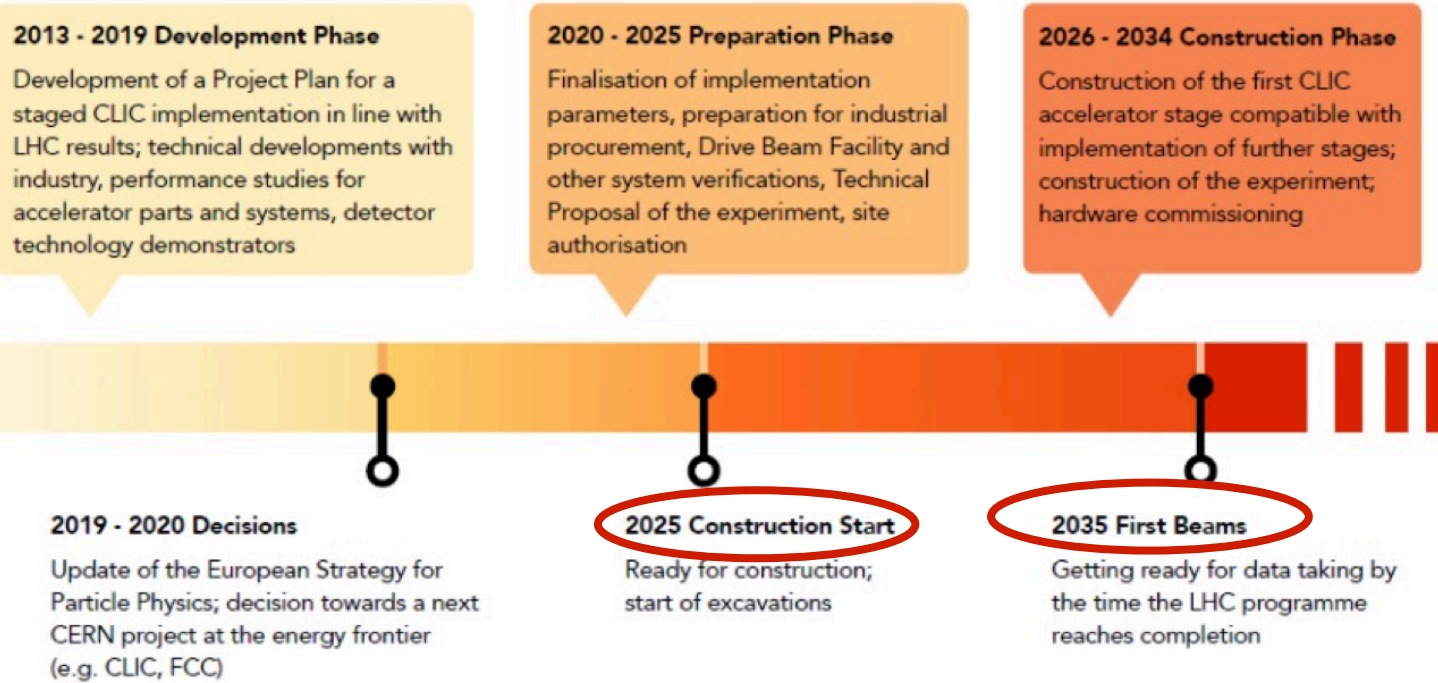 2013 - 2019 Development Phase
Development of a Project Plan for a
staged CLIC implementation in line with
LHC results; technical developments with
industry, performance studies for
accelerator parts and systems, detector
technology demonstrators
2020 - 2025 Preparation Phase
Finalisation of implementation
parameters, preparation for industrial
procurement, Drive Beam Facility and
other system verifications, Technical
Proposal of the experiment, site
authorisation
2026 - 2034 Construction Phase
Construction of the first CLIC
accelerator stage compatible with
implementation of further stages;
construction of the experiment;
hardware commissioning
2019 - 2020 Decisions
Update of the European Strategy for
Particle Physics; decision towards a next
CERN project at the energy frontier
(e.g. CLIC, FCC)
2025 Construction Start
Ready for construction;
start of excavations
2035 First Beams
Getting ready for data taking by
the time the LHC programme
reaches completion